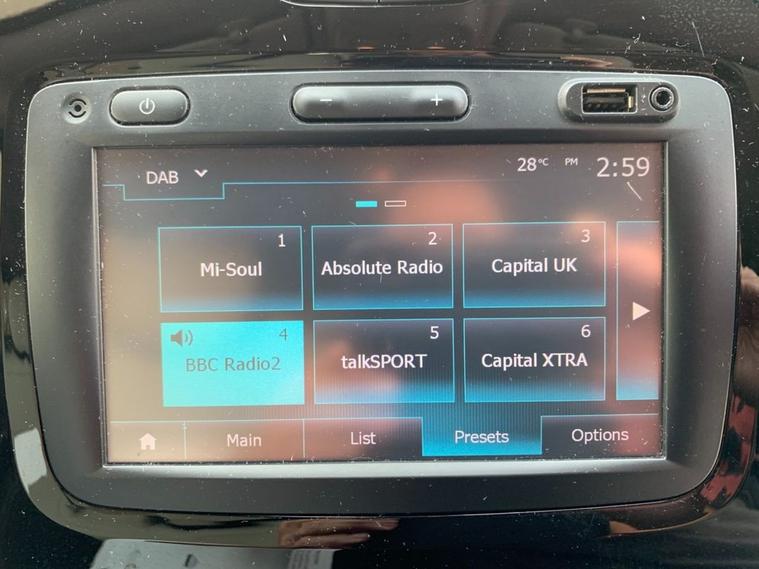 DAB
28°C PM 2:59
1
Mi-Soul
2
Absolute Radio
3
Capital UK
4
BBC Radio2
5
talkSPORT
6
Capital XTRA
Main
List
Presets
Options